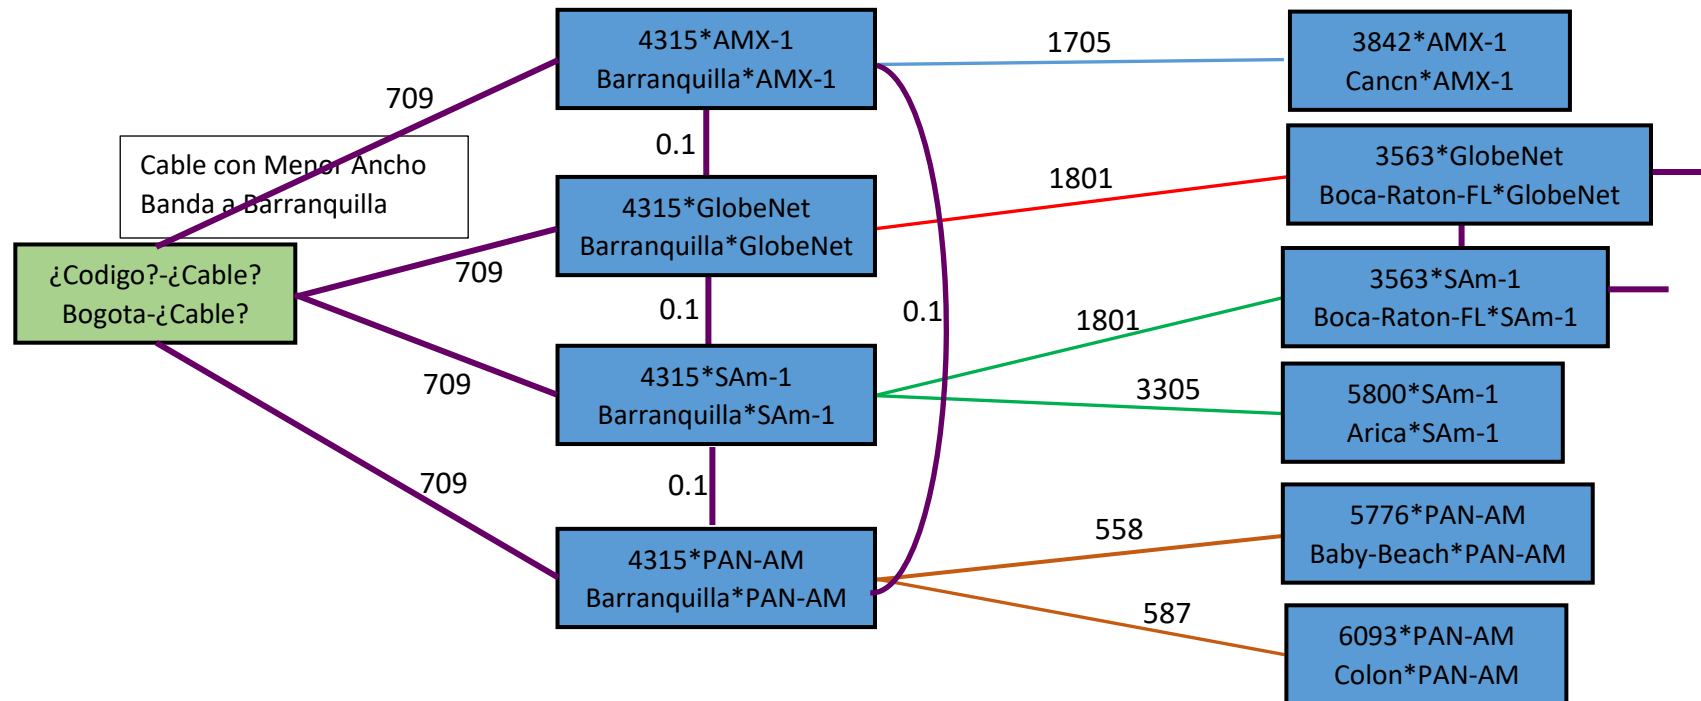 4315*AMX-1
Barranquilla*AMX-1
1705
3842*AMX-1
Cancn*AMX-1
709
Cable con Menor Ancho
Banda a Barranquilla
0.1
4315*GlobeNet
Barranquilla*GlobeNet
1801
3563*GlobeNet
Boca-Raton-FL*GlobeNet
¿Codigo?-¿Cable?
Bogota-¿Cable?
709
0.1
0.1
1801
3563*SAm-1
Boca-Raton-FL*SAm-1
709
4315*SAm-1
Barranquilla*SAm-1
3305
5800*SAm-1
Arica*SAm-1
709
0.1
4315*PAN-AM
Barranquilla*PAN-AM
558
5776*PAN-AM
Baby-Beach*PAN-AM
587
6093*PAN-AM
Colon*PAN-AM